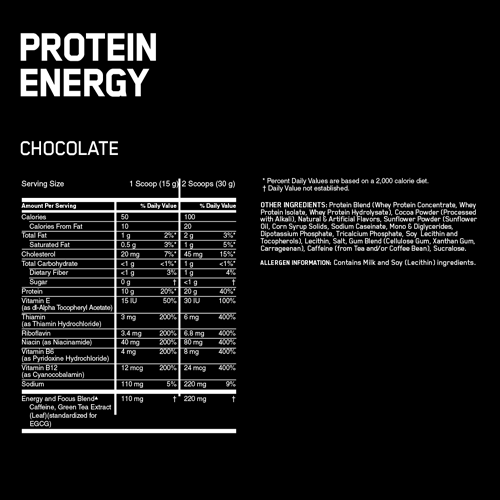 PROTEIN
ENERGY
CHOCOLATE
Serving Size 1 Scoop (15 g) 2 Scoops (30 g)
Amount Per Serving % Daily Value % Daily Value
Calories 50 100
Calories From Fat 10 20
Total Fat 1 g 2%* 2 g 3%*
Saturated Fat 0.5 g 3%* 1 g 5%*
Cholesterol 20 mg 7%* 45 mg 15%*
Total Carbohydrate <1 g <1%* 1 g <1%*
Dietary Fiber <1 g 3% 1 g 4%
Sugar 0 g † <1 g †
Protein 10 g 20%* 20 g 40%*
Vitamin E 15 IU 50% 30 IU 100%
(as dl-Alpha Tocopheryl Acetate)
Thiamin 3 mg 200% 6 mg 400%
(as Thiamin Hydrochloride)
Riboflavin 3.4 mg 200% 6.8 mg 400%
Niacin (as Niacinamide) 40 mg 200% 80 mg 400%
Vitamin B6 4 mg 200% 8 mg 400%
(as Pyridoxine Hydrochloride)
Vitamin B12 12 mcg 200% 24 mcg 400%
(as Cyanocobalamin)
Sodium 110 mg 5% 220 mg 9%
Energy and Focus Blend▲ 110 mg † 220 mg †
Caffeine, Green Tea Extract
(Leaf)(standardized for
EGCG)
* Percent Daily Values are based on a 2,000 calorie diet.
† Daily Value not established.
OTHER INGREDIENTS: Protein Blend (Whey Protein Concentrate, Whey
Protein Isolate, Whey Protein Hydrolysate), Cocoa Powder (Processed
with Alkali), Natural & Artificial Flavors, Sunflower Powder (Sunflower
Oil, Corn Syrup Solids, Sodium Caseinate, Mono & Diglycerides,
Dipotassium Phosphate, Tricalcium Phosphate, Soy Lecithin and
Tocopherols), Lecithin, Salt, Gum Blend (Cellulose Gum, Xanthan Gum,
Carrageenan), Caffeine (from Tea and/or Coffee Bean), Sucralose.
ALLERGEN INFORMATION: Contains Milk and Soy (Lecithin) ingredients.